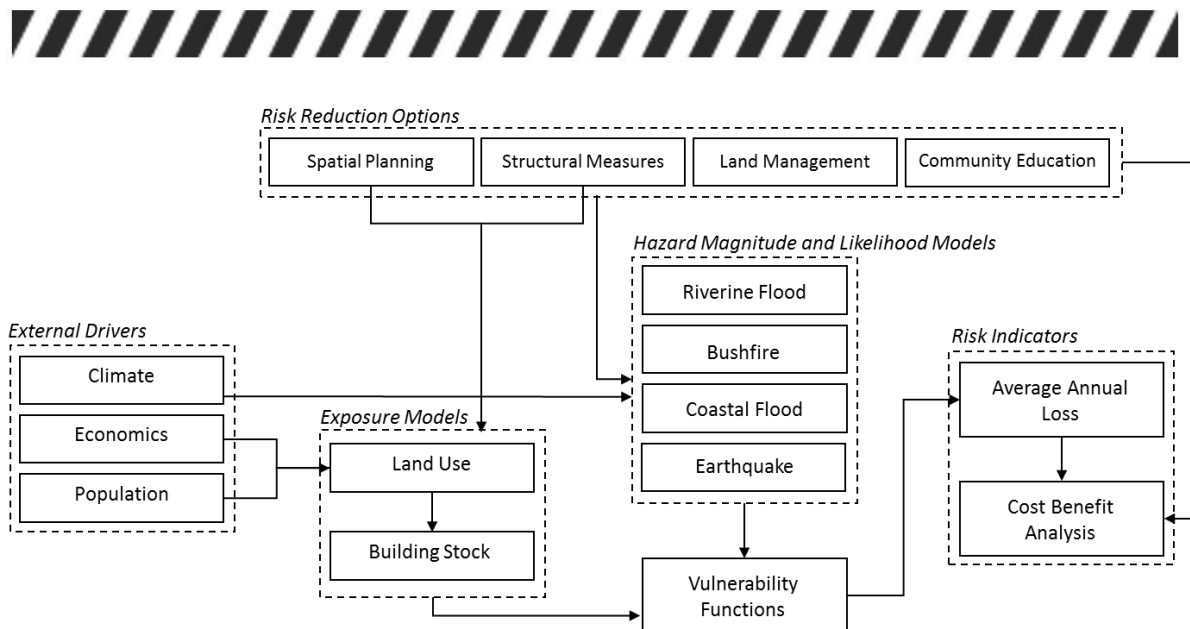 Risk Reduction Options
Spatial Planning
Structural Measures
Land Management
Community Education
Hazard Magnitude and Likelihood Models
Riverine Flood
Bushfire
Coastal Flood
Earthquake
External Drivers
Climate
Economics
Population
Exposure Models
Land Use
Building Stock
Vulnerability
Functions
Risk Indicators
Average Annual
Loss
Cost Benefit
Analysis